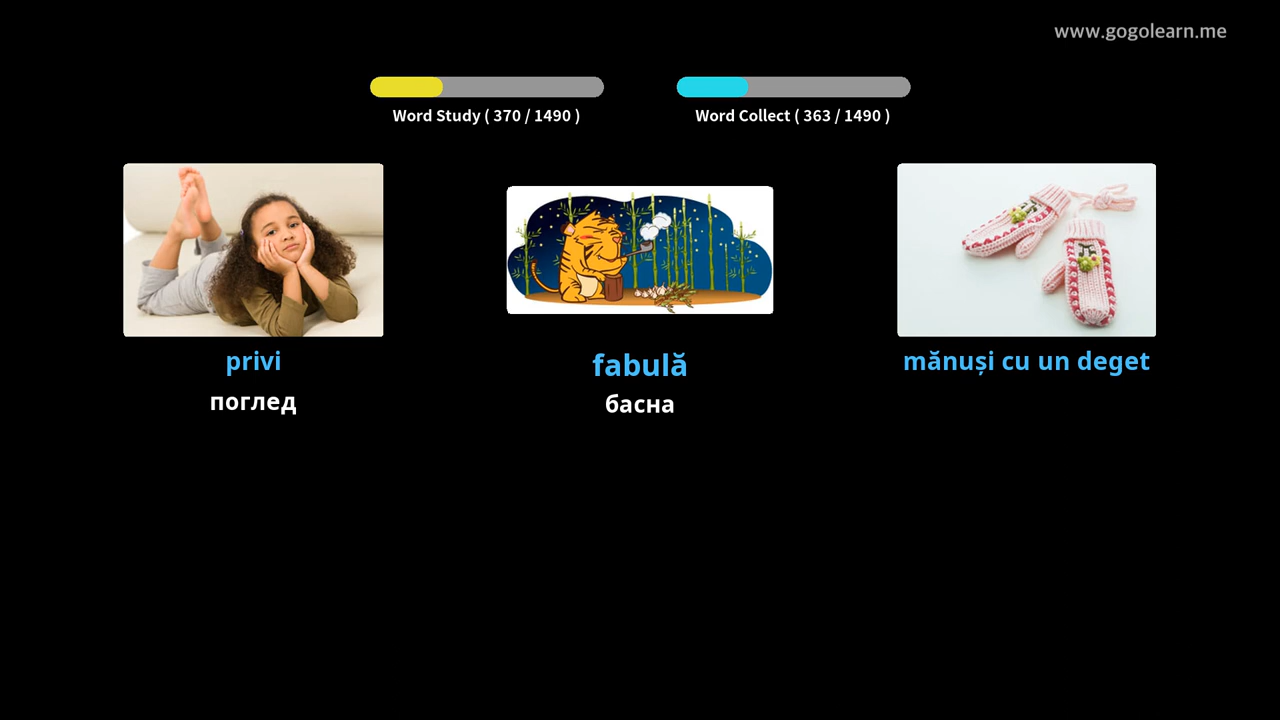 www.gogolearn.me
Word Study ( 370 / 1490 )
Word Collect ( 363 / 1490 )
privi
поглед
fabulă
басна
mănuși cu un deget